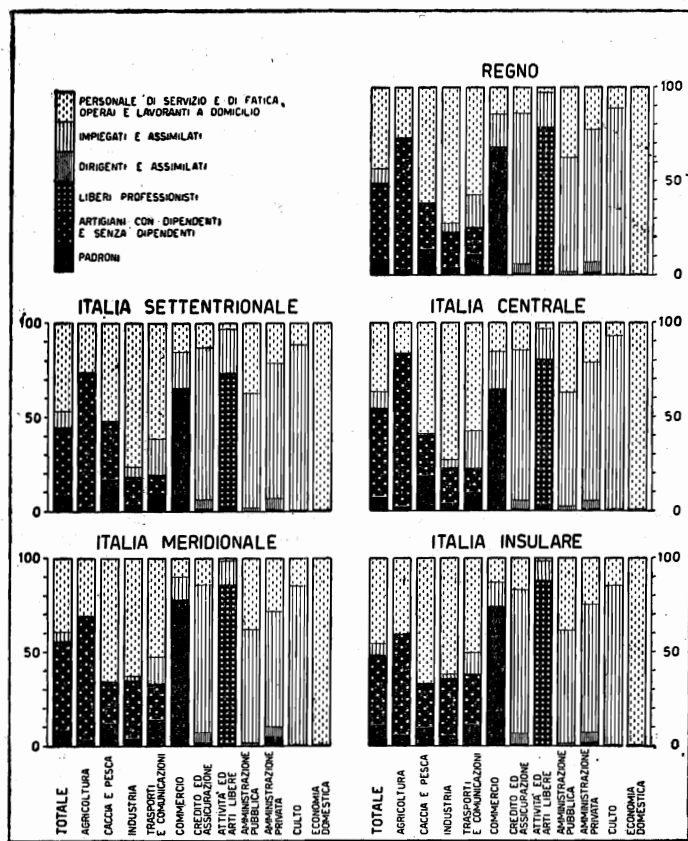 PERSONALE DI SERVIZIO E DI FATICA,
OPERAI E LAVORANTI A DOMICILIO
IMPIEGATI E ASSIMILATI
DIRIGENTI E ASSIMILATI
LIBERI PROFESSIONISTI
ARTIGIANI CON DIPENDENTI
E SENZA DIPENDENTI
PADRONI
REGNO
100
50
0
ITALIA SETTENTRIONALE
100
50
0
ITALIA CENTRALE
100
50
0
ITALIA MERIDIONALE
100
50
0
ITALIA INSULARE
100
50
0
TOTALE
AGRICOLTURA
CACCIA E PESCA
INDUSTRIA
TRASPORTI
E COMUNICAZIONI
COMMERCIO
CREDITO ED
ASSICURAZIONE
ATTIVITÀ ED
ARTI LIBERE
AMMINISTRAZIONE
PUBBLICA
AMMINISTRAZIONE
PRIVATA
CULTO
ECONOMIA
DOMESTICA
TOTALE
AGRICOLTURA
CACCIA E PESCA
INDUSTRIA
TRASPORTI
E COMUNICAZIONI
COMMERCIO
CREDITO ED
ASSICURAZIONE
ATTIVITÀ ED
ARTI LIBERE
AMMINISTRAZIONE
PUBBLICA
AMMINISTRAZIONE
PRIVATA
CULTO
ECONOMIA
DOMESTICA